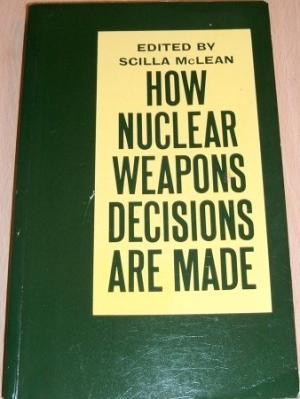 EDITED BY
SCILLA McLEAN
HOW
NUCLEAR
WEAPONS
DECISIONS
ARE MADE